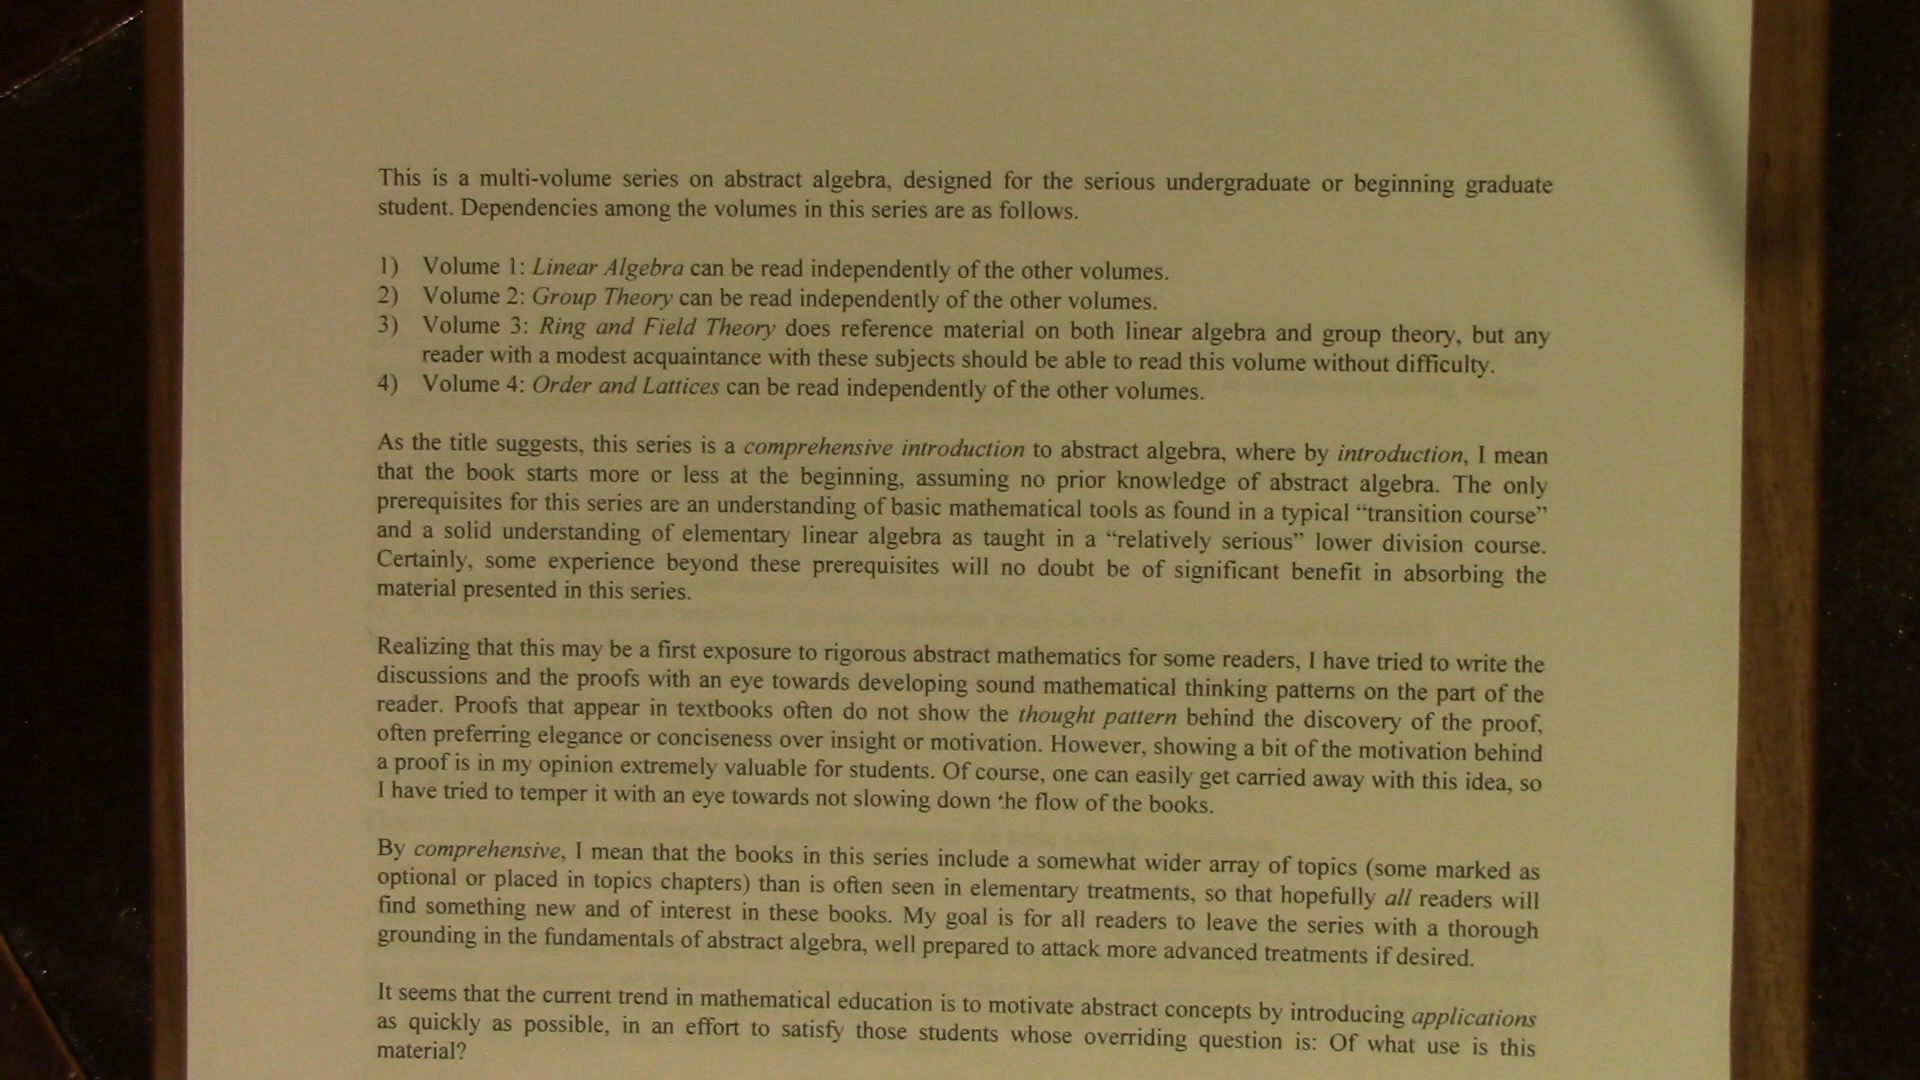 This is a multi-volume series on abstract algebra, designed for the serious undergraduate or beginning graduate
student. Dependencies among the volumes in this series are as follows.
1) Volume 1: Linear Algebra can be read independently of the other volumes.
2) Volume 2: Group Theory can be read independently of the other volumes.
3) Volume 3: Ring and Field Theory does reference material on both linear algebra and group theory, but any
reader with a modest acquaintance with these subjects should be able to read this volume without difficulty.
4) Volume 4: Order and Lattices can be read independently of the other volumes.
As the title suggests, this series is a comprehensive introduction to abstract algebra, where by introduction, I mean
that the book starts more or less at the beginning, assuming no prior knowledge of abstract algebra. The only
prerequisites for this series are an understanding of basic mathematical tools as found in a typical “transition course”
and a solid understanding of elementary linear algebra as taught in a “relatively serious” lower division course.
Certainly, some experience beyond these prerequisites will no doubt be of significant benefit in absorbing the
material presented in this series.
Realizing that this may be a first exposure to rigorous abstract mathematics for some readers, I have tried to write the
discussions and the proofs with an eye towards developing sound mathematical thinking patterns on the part of the
reader. Proofs that appear in textbooks often do not show the thought pattern behind the discovery of the proof,
often preferring elegance or conciseness over insight or motivation. However, showing a bit of the motivation behind
a proof is in my opinion extremely valuable for students. Of course, one can easily get carried away with this idea, so
I have tried to temper it with an eye towards not slowing down the flow of the books.
By comprehensive, I mean that the books in this series include a somewhat wider array of topics (some marked as
optional or placed in topics chapters) than is often seen in elementary treatments, so that hopefully all readers will
find something new and of interest in these books. My goal is for all readers to leave the series with a thorough
grounding in the fundamentals of abstract algebra, well prepared to attack more advanced treatments if desired.
It seems that the current trend in mathematical education is to motivate abstract concepts by introducing applications
as quickly as possible, in an effort to satisfy those students whose overriding question is: Of what use is this
material?